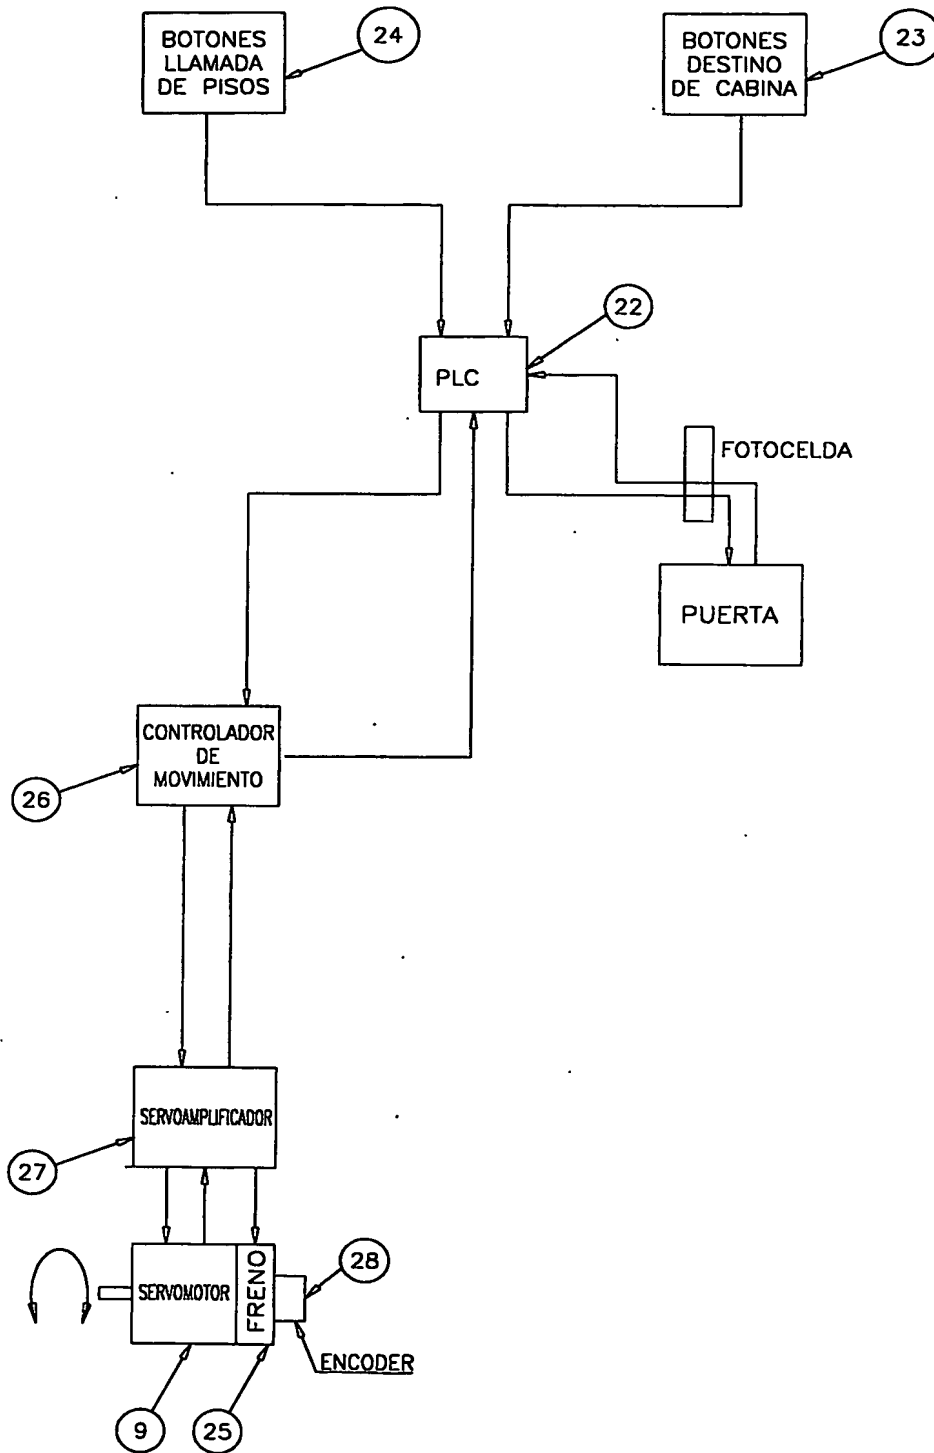 BOTONES
LLAMADA
DE PISOS
24
BOTONES
DESTINO
DE CABINA
23
22
PLC
FOTOCELDA
PUERTA
CONTROLADOR
DE
MOVIMIENTO
26
SERVOAMPLIFICADOR
27
SERVOMOTOR
FRENO
28
ENCODER
9
25